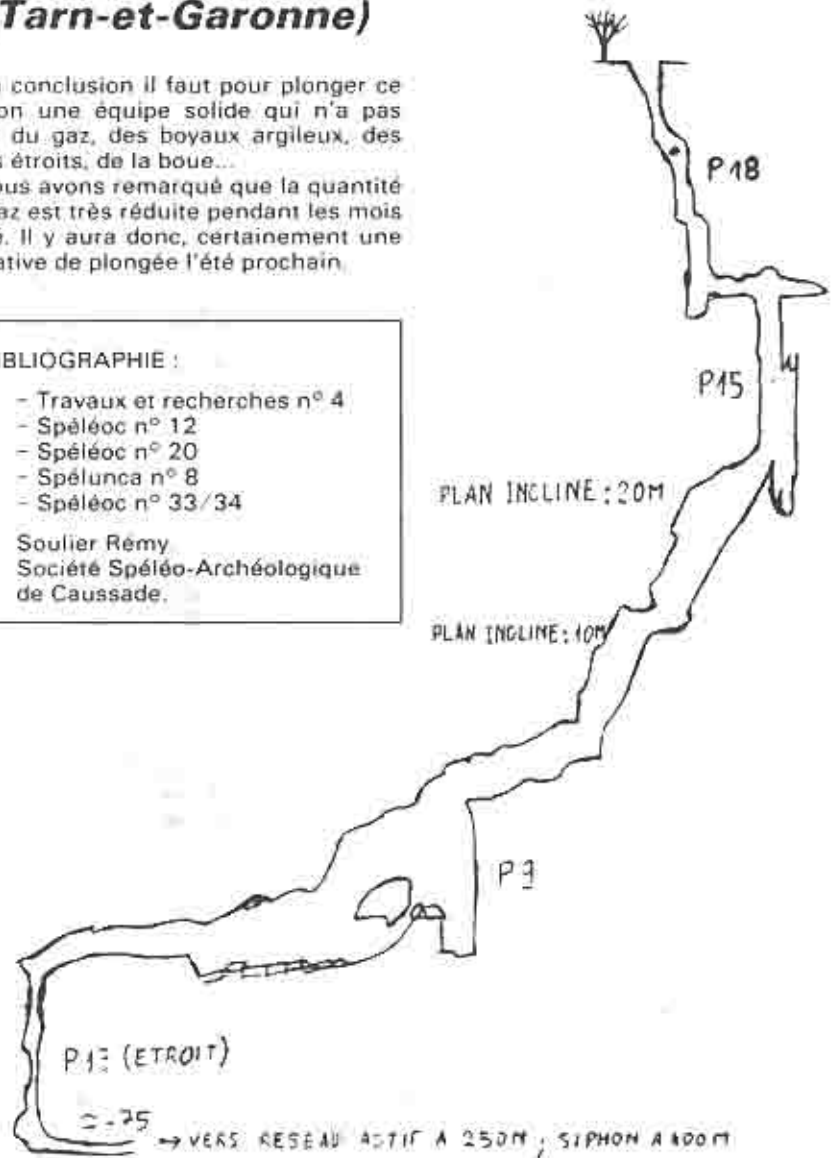 Tarn-et-Garonne)
conclusion il faut pour plonger ce
on une équipe solide qui n'a pas
du gaz, des boyaux argileux, des
s étroits, de la boue...
ous avons remarqué que la quantité
az est très réduite pendant les mois
é. Il y aura donc, certainement une
ative de plongée l'été prochain
IBLIOGRAPHIE :
- Travaux et recherches n° 4
- Spéléoc n° 12
- Spéléoc n° 20
- Spélunca n° 8
- Spéléoc n° 33/34
Soulier Rémy
Société Spéléo-Archéologique
de Caussade.
P18
P15
PLAN INCLINE : 20M
PLAN INCLINE : 10M
(ETROIT)
-75
→ VERS RESEAU ACTIF A 250M ; SIPHON A 400M